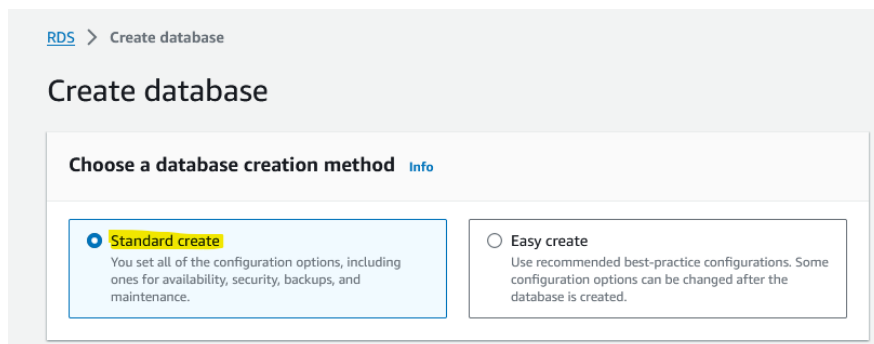 RDS > Create database
Create database
Choose a database creation method Info
Standard create
You set all of the configuration options, including
ones for availability, security, backups, and
maintenance.
Easy create
Use recommended best-practice configurations. Some
configuration options can be changed after the
database is created.